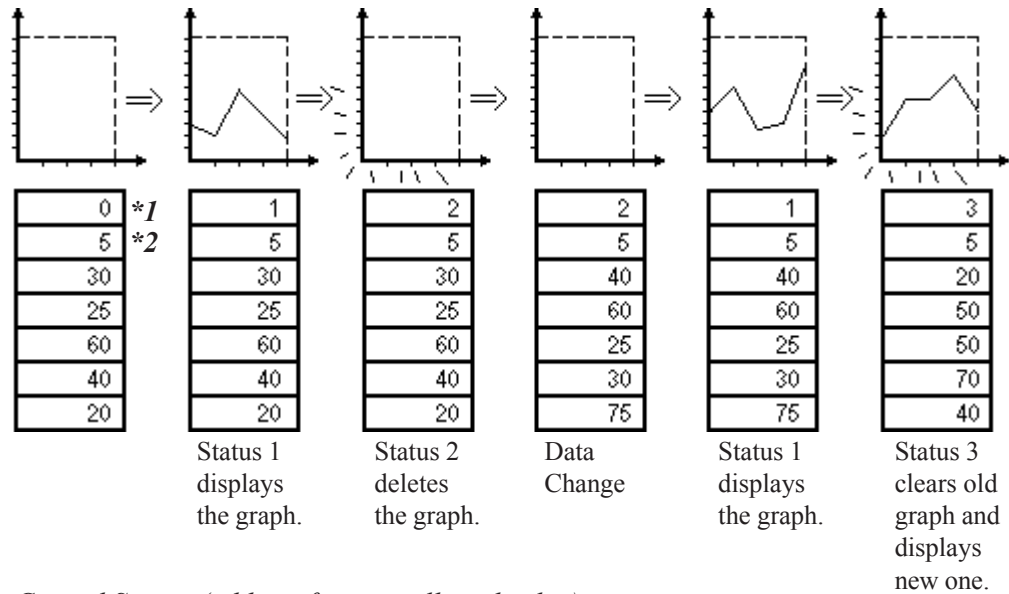 0 *1 1 2 2 1 3
5 *2 5 5 5 5 5
30 30 30 40 40 20
25 25 25 60 60 50
60 60 60 25 25 50
40 40 40 30 30 70
20 20 20 75 75 40
Status 1
displays
the graph.
Status 2
deletes
the graph.
Data
Change
Status 1
displays
the graph.
Status 3
clears old
graph and
displays
new one.